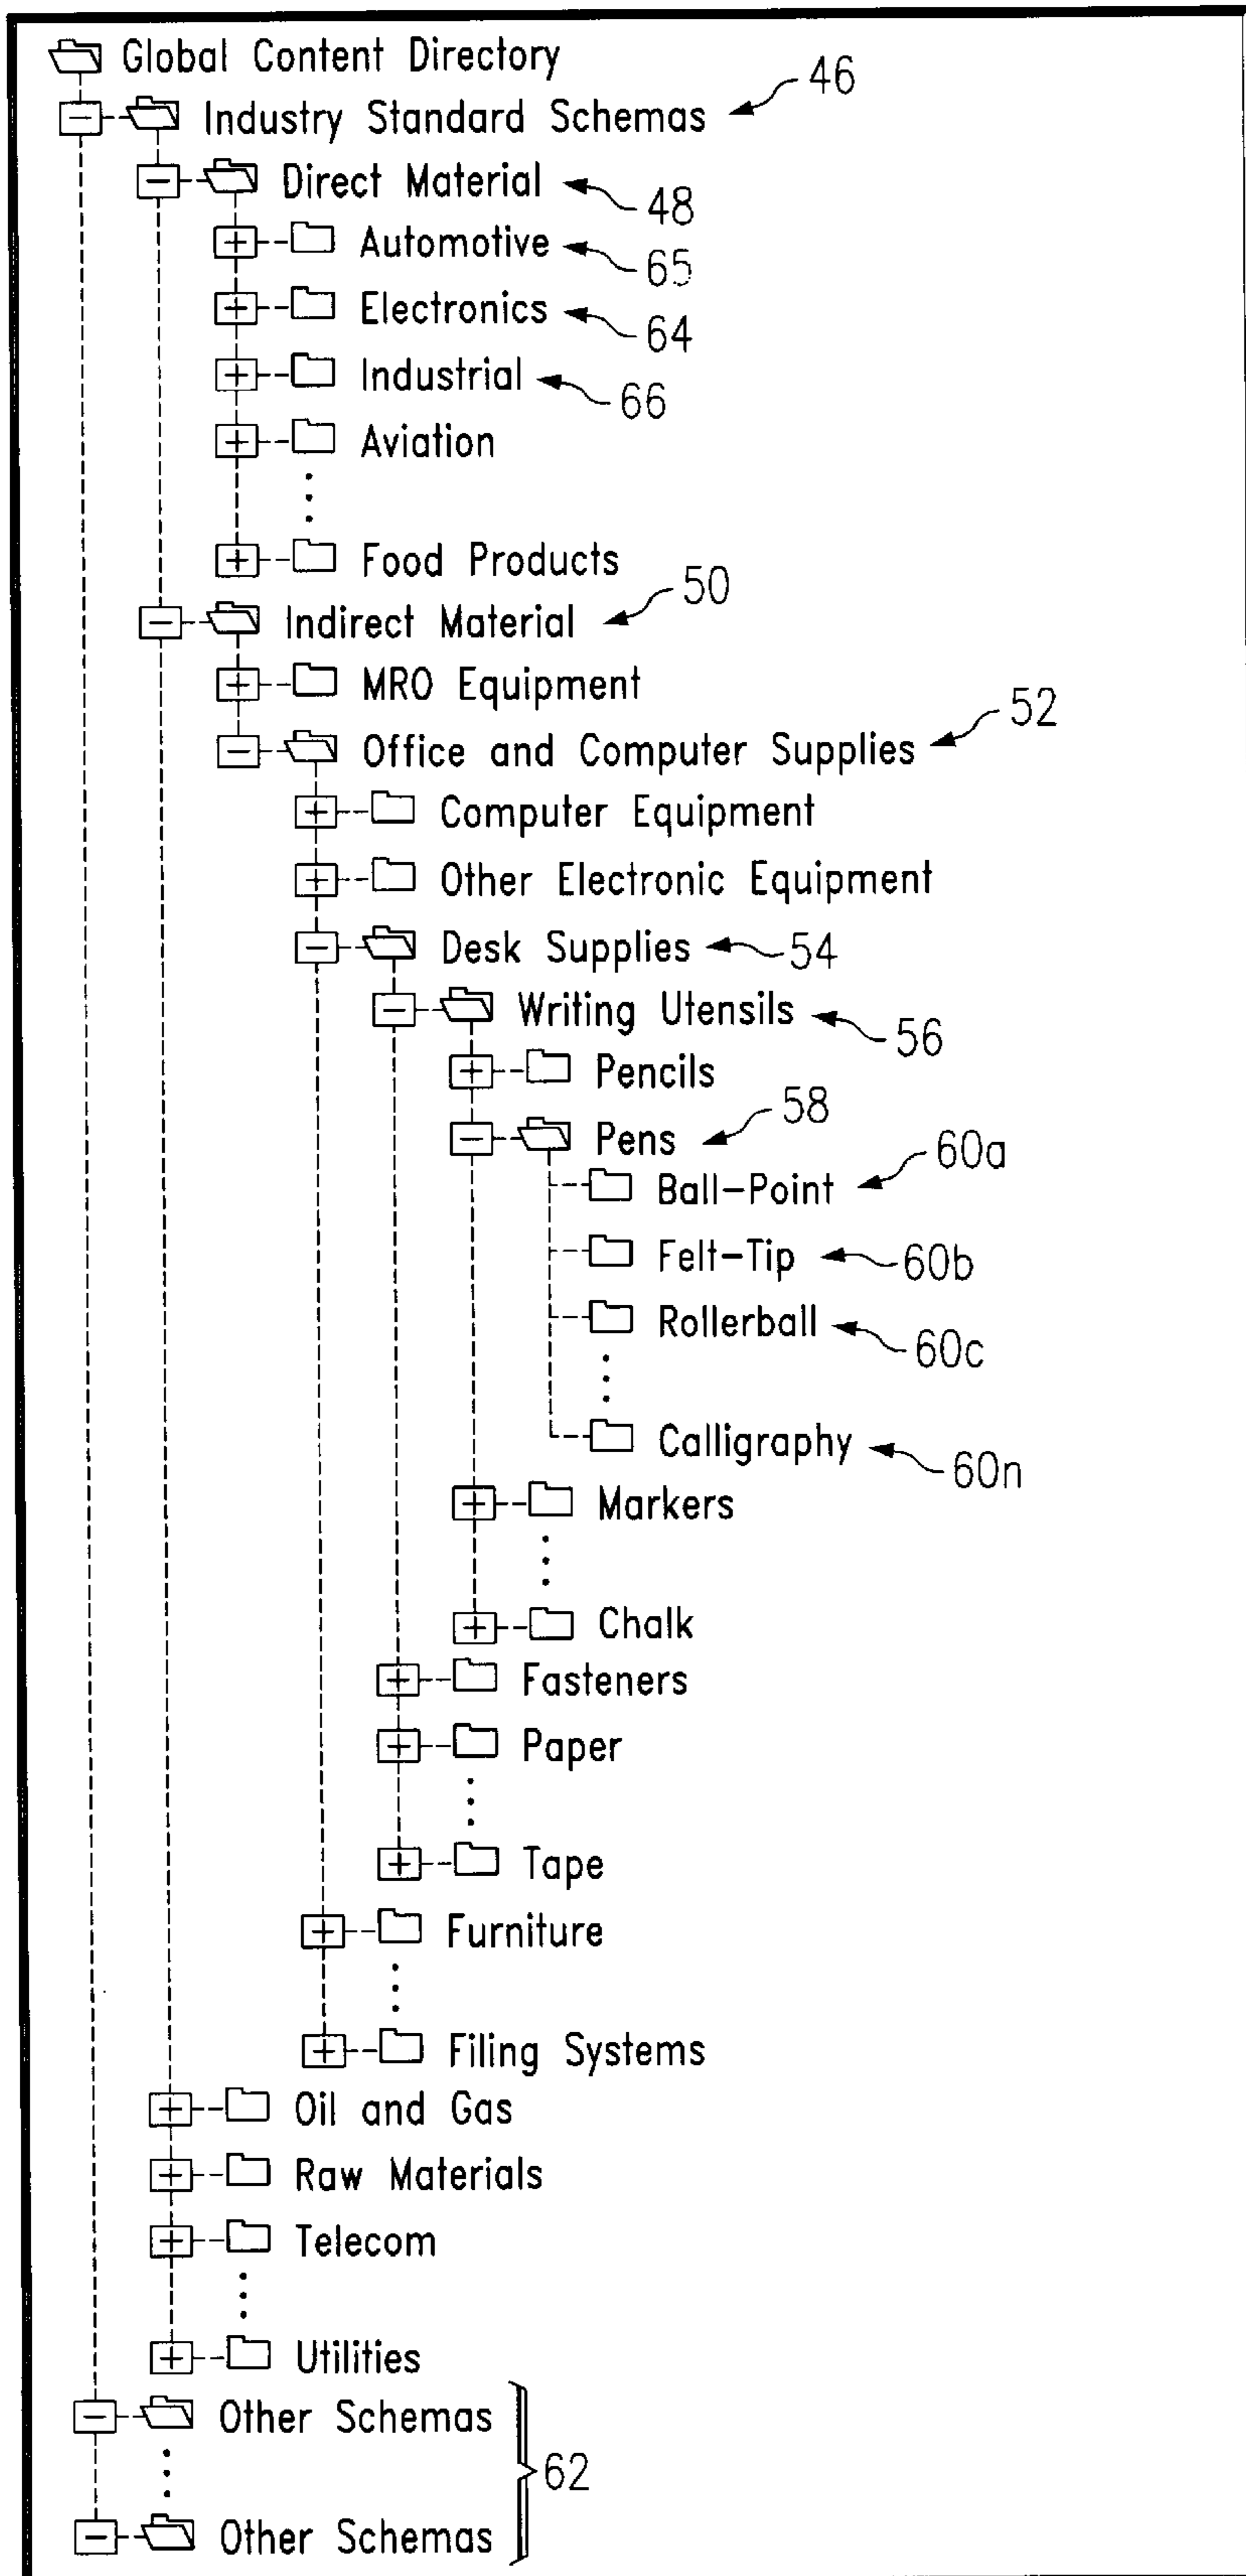 Global Content Directory
Industry Standard Schemas 46
Direct Material 48
Automotive 65
Electronics 64
Industrial 66
Aviation
Food Products
Indirect Material 50
MRO Equipment
Office and Computer Supplies 52
Computer Equipment
Other Electronic Equipment
Desk Supplies 54
Writing Utensils 56
Pencils
Pens 58
Ball-Point 60a
Felt-Tip 60b
Rollerball 60c
Calligraphy 60n
Markers
Chalk
Fasteners
Paper
Tape
Furniture
Filing Systems
Oil and Gas
Raw Materials
Telecom
Utilities
Other Schemas
62
Other Schemas